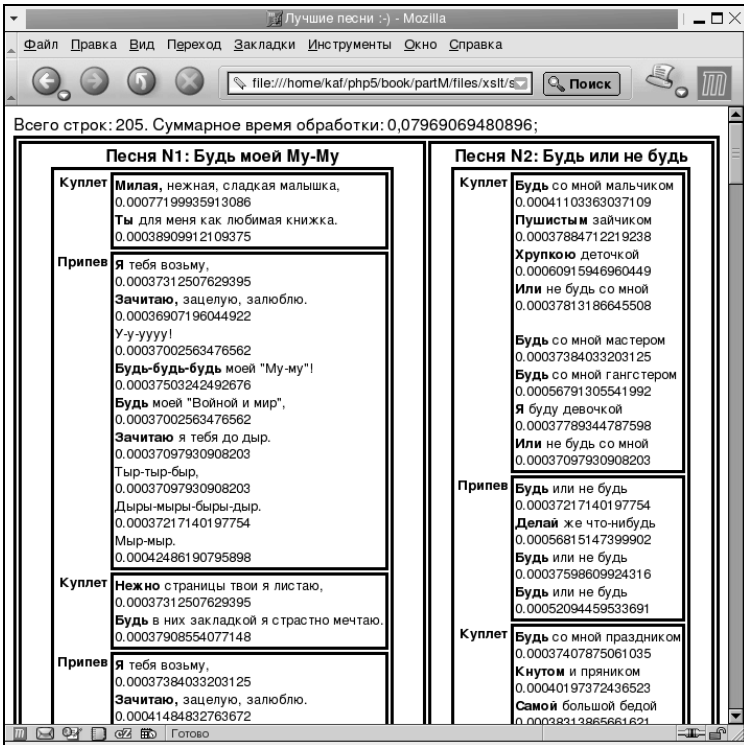 Лучшие песни :-) - Mozilla
Файл Правка Вид Переход Закладки Инструменты Окно Справка
file:///home/kaf/php5/book/partM/files/xslt/s
Поиск
Всего строк: 205. Суммарное время обработки: 0,07969069480896;
Песня N1: Будь моей Му-Му
Куплет
Милая, нежная, сладкая малышка,
0.00077199935913086
Ты для меня как любимая книжка.
0.00038909912109375
Припев
Я тебя возьму,
0.00037312507629395
Зачитаю, зацелую, залюблю.
0.00036907196044922
У-у-уууу!
0.00037002563476562
Будь-будь-будь моей "Му-му"!
0.00037503242492676
Будь моей "Войной и мир",
0.00037002563476562
Зачитаю я тебя до дыр.
0.00037097930908203
Тыр-тыр-быр,
0.00037097930908203
Дыры-мыры-быры-дыр.
0.00037217140197754
Мыр-мыр.
0.00042486190795898
Куплет
Нежно страницы твои я листаю,
0.00037312507629395
Будь в них закладкой я страстно мечтаю.
0.00037908554077148
Припев
Я тебя возьму,
0.00037384033203125
Зачитаю, зацелую, залюблю.
0.00041484832763672
Песня N2: Будь или не будь
Куплет
Будь со мной мальчиком
0.00041103363037109
Пушистым зайчиком
0.00037884712219238
Хрупкою деточкой
0.00060915946960449
Или не будь со мной
0.00037813186645508
Будь со мной мастером
0.00037384033203125
Будь со мной гангстером
0.00056791305541992
Я буду девочкой
0.00037789344787598
Или не будь со мной
0.00037097930908203
Припев
Будь или не будь
0.00037217140197754
Делай же что-нибудь
0.00056815147399902
Будь или не будь
0.00037598609924316
Будь или не будь
0.00052094459533691
Куплет
Будь со мной праздником
0.00037407875061035
Кнутом и пряником
0.00040197372436523
Самой большой бедой
0.00038313865661621
Готово